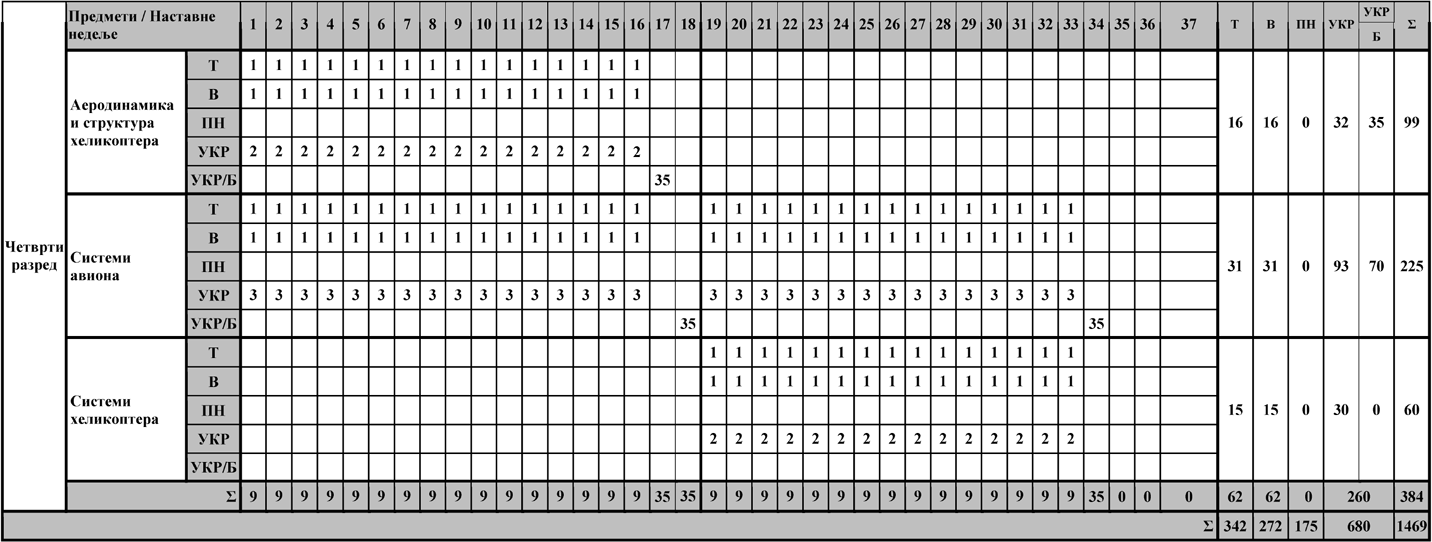 Предмети / Наставне недеље 1 2 3 4 5 6 7 8 9 10 11 12 13 14 15 16 17 18 19 20 21 22 23 24 25 26 27 28 29 30 31 32 33 34 35 36 37 Т В ПН УКР УКР Б Σ
Четврти разред
Аеродинамика и структура хеликоптера
Т 1 1 1 1 1 1 1 1 1 1 1 1 1 1 1 1
В 1 1 1 1 1 1 1 1 1 1 1 1 1 1 1 1
ПН 16 16 0 32 35 99
УКР 2 2 2 2 2 2 2 2 2 2 2 2 2 2 2 2
УКР/Б 35
Системи авиона
Т 1 1 1 1 1 1 1 1 1 1 1 1 1 1 1 1 1 1 1 1 1 1 1 1 1 1 1 1 1 1 1
В 1 1 1 1 1 1 1 1 1 1 1 1 1 1 1 1 1 1 1 1 1 1 1 1 1 1 1 1 1 1 1
ПН 31 31 0 93 70 225
УКР 3 3 3 3 3 3 3 3 3 3 3 3 3 3 3 3 3 3 3 3 3 3 3 3 3 3 3 3 3 3 3
УКР/Б 35 35
Системи хеликоптера
Т 1 1 1 1 1 1 1 1 1 1 1 1 1 1 1
В 1 1 1 1 1 1 1 1 1 1 1 1 1 1 1
ПН 15 15 0 30 0 60
УКР 2 2 2 2 2 2 2 2 2 2 2 2 2 2 2
УКР/Б
Σ 9 9 9 9 9 9 9 9 9 9 9 9 9 9 9 9 35 35 9 9 9 9 9 9 9 9 9 9 9 9 9 9 9 35 0 0 0 62 62 0 260 384
Σ 342 272 175 680 1469